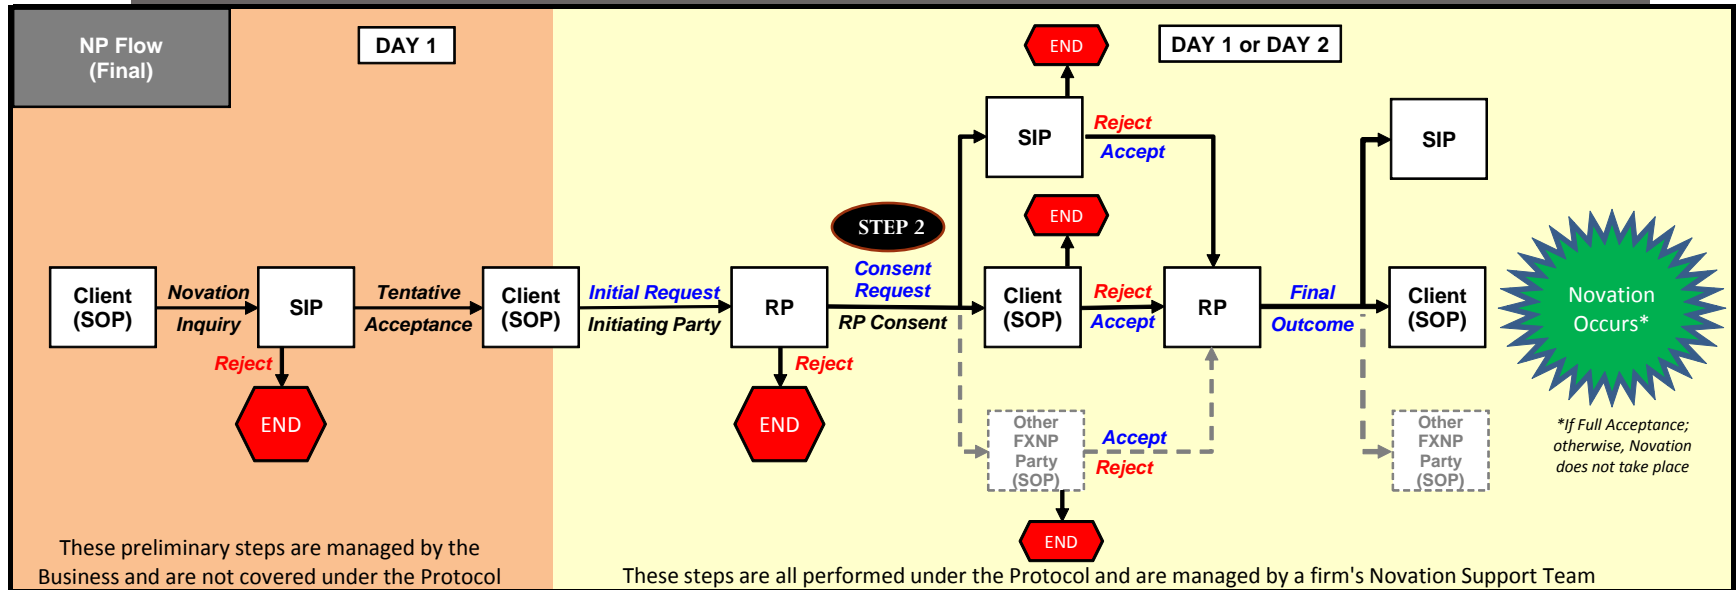 NP Flow
(Final)
DAY 1
DAY 1 or DAY 2
END
SIP
Reject
Accept
SIP
STEP 2
END
Client
(SOP)
Novation
Inquiry
SIP
Tentative
Acceptance
Client
(SOP)
Initial Request
Initiating Party
RP
Consent
Request
RP Consent
Client
(SOP)
Reject
Accept
RP
Final
Outcome
Client
(SOP)
Novation
Occurs*
Reject
END
Reject
END
Other
FXNP
Party
(SOP)
Accept
Reject
END
Other
FXNP
Party
(SOP)
*If Full Acceptance;
otherwise, Novation
does not take place
These preliminary steps are managed by the
Business and are not covered under the Protocol
These steps are all performed under the Protocol and are managed by a firm's Novation Support Team